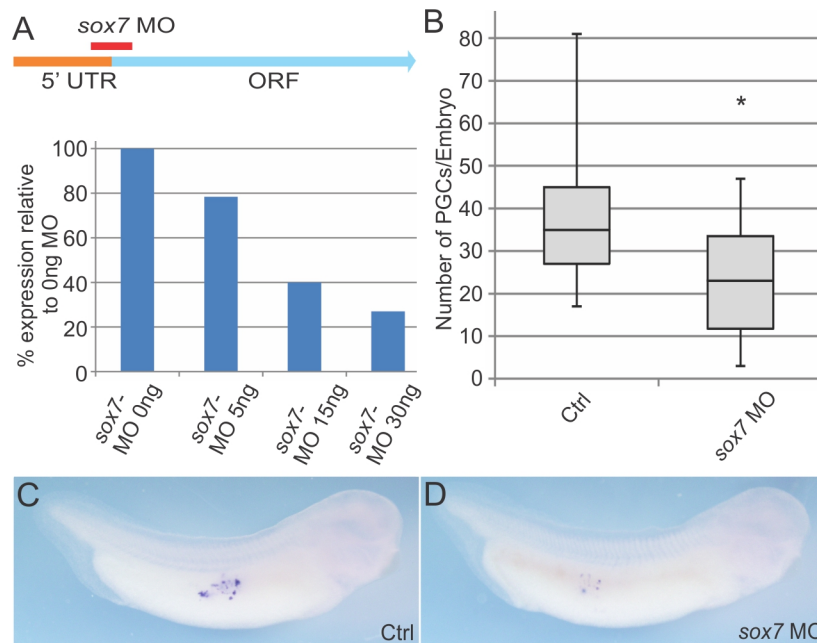 A
sox7 MO
5' UTR
ORF
% expression relative
to 0ng MO
100
80
60
40
20
0
sox7-
MO 0ng
sox7-
MO 5ng
sox7-
MO 15ng
sox7-
MO 30ng
B
Number of PGCs/Embryo
80
70
60
50
40
30
20
10
0
*
Ctrl
sox7 MO
C
Ctrl
D
sox7 MO